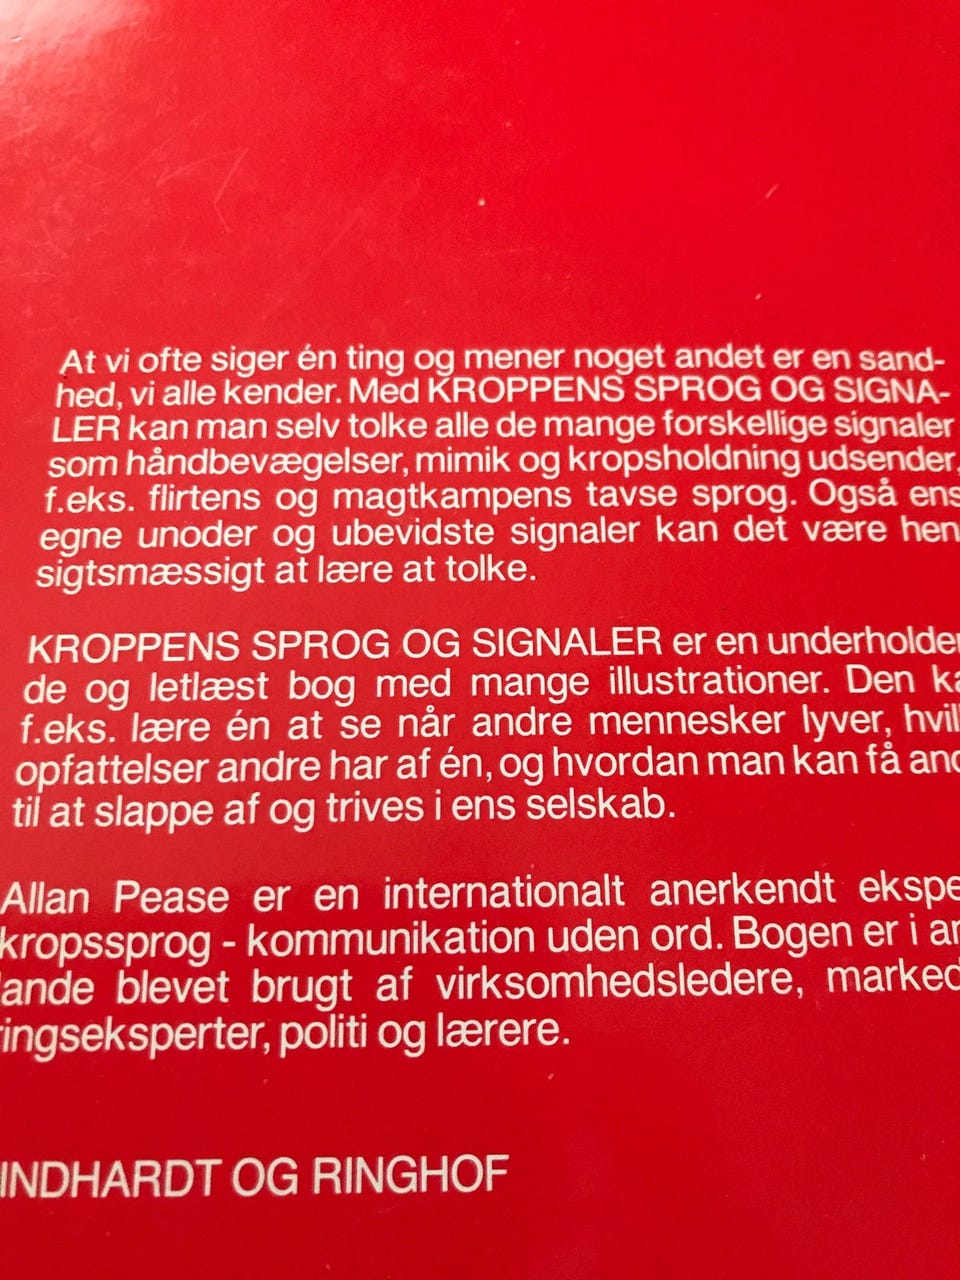 At vi ofte siger én ting og mener noget andet er en sand-
hed, vi alle kender. Med KROPPENS SPROG OG SIGNA-
LER kan man selv tolke alle de mange forskellige signaler
som håndbevægelser, mimik og kropsholdning udsender,
f.eks. flirtens og magtkampens tavse sprog. Også ens
egne unoder og ubevidste signaler kan det være hen
sigtsmæssigt at lære at tolke.
KROPPENS SPROG OG SIGNALER er en underholde
de og letlæst bog med mange illustrationer. Den ka
f.eks. lære én at se når andre mennesker lyver, hvil
opfattelser andre har af én, og hvordan man kan få and
til at slappe af og trives i ens selskab.
Allan Pease er en internationalt anerkendt ekspe
kropssprog - kommunikation uden ord. Bogen er i an
lande blevet brugt af virksomhedsledere, marked
ringseksperter, politi og lærere.
INDHARDT OG RINGHOF